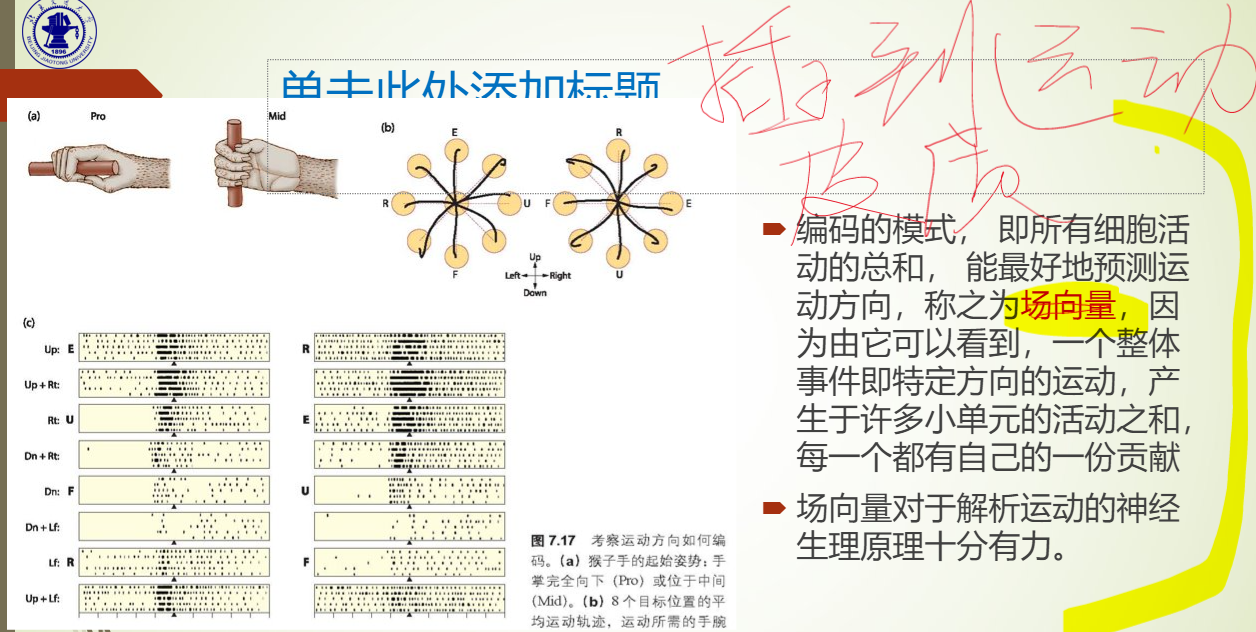 BEIJING JIAOTONG UNIVERSITY
1896
单击此处添加标题
插到运动
皮质
(a) Pro Mid
(b)
E
R U
F
R
F E
U
Up
Left Right
Down
(c)
Up: E R
Up + Rt:
Rt: U E
Dn + Rt:
Dn: F U
Dn + Lf:
Lf: R F
Up + Lf:
图 7.17 考察运动方向如何编
码。(a) 猴子手的起始姿势：手
掌完全向下（Pro）或位于中间
（Mid）。(b) 8个目标位置的平
均运动轨迹，运动所需的手腕
编码的模式， 即所有细胞活
动的总和， 能最好地预测运
动方向，称之为场向量，因
为由它可以看到，一个整体
事件即特定方向的运动，产
生于许多小单元的活动之和，
每一个都有自己的一份贡献
场向量对于解析运动的神经
生理原理十分有力。